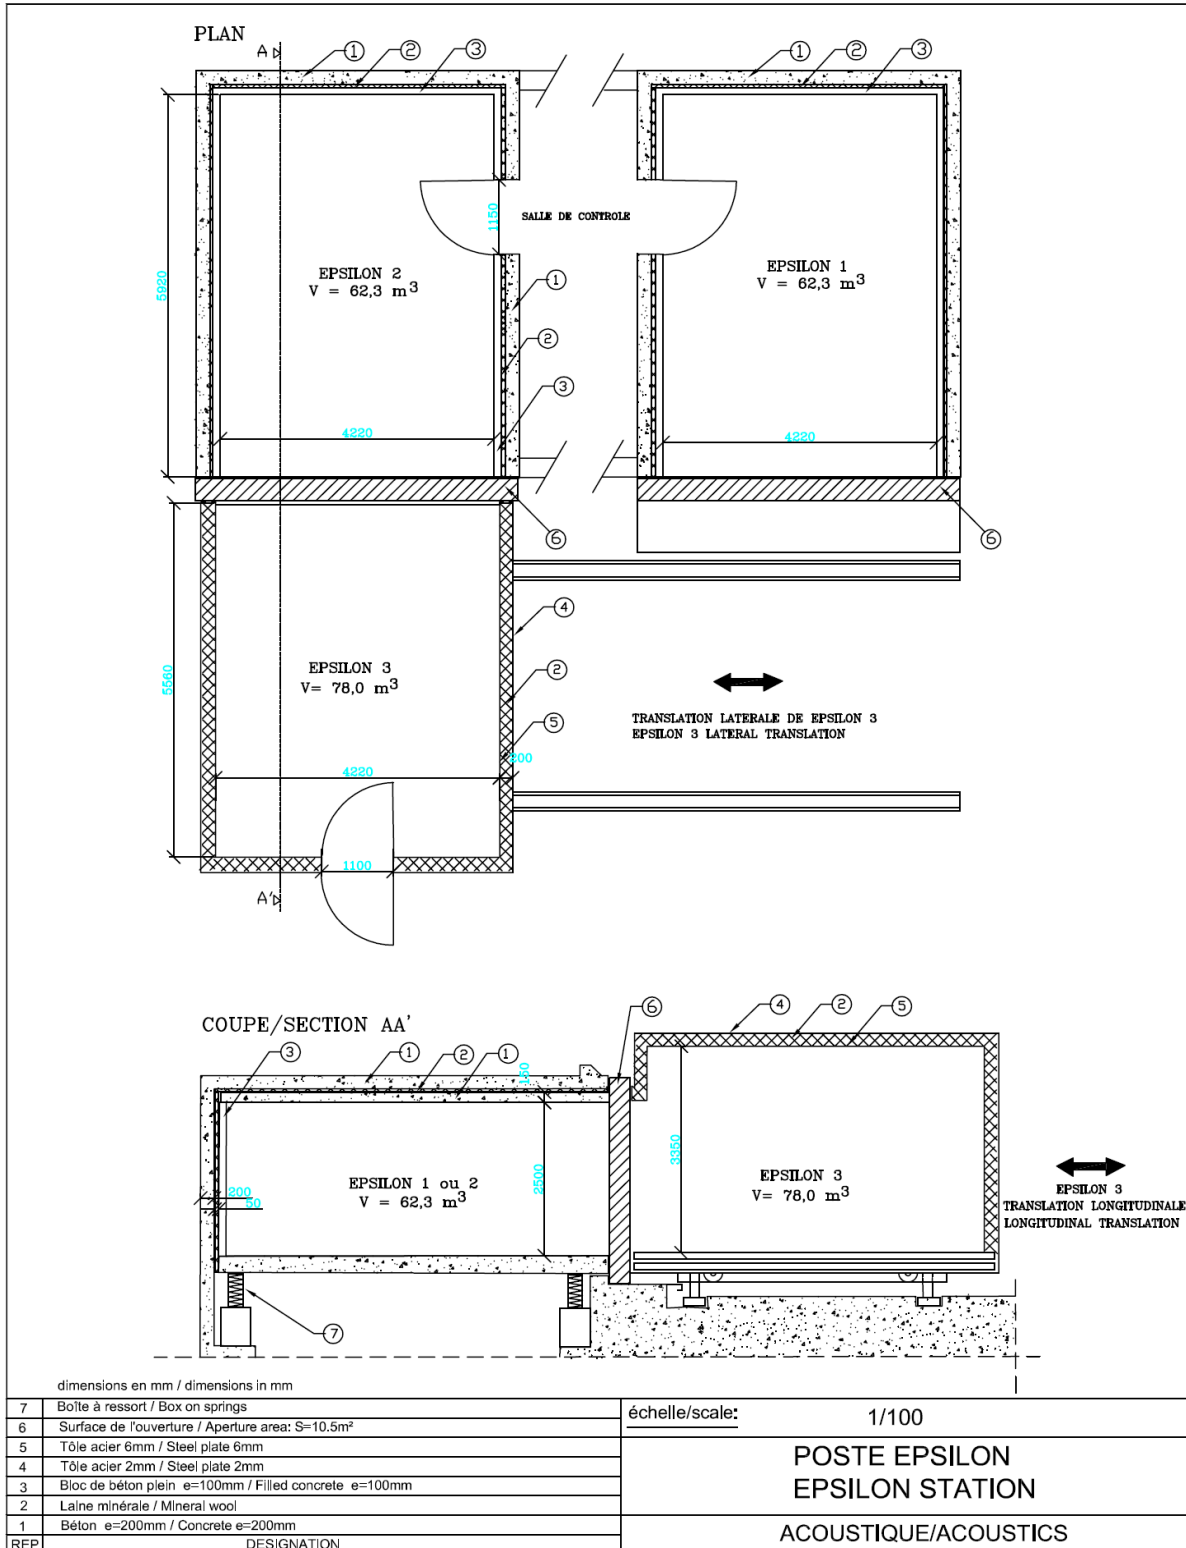 PLAN
A
1
2
3
1
2
3
SALLE DE CONTROLE
1150
EPSILON 2
V = 62,3 m³
EPSILON 1
V = 62,3 m³
5920
1
2
3
4220
4220
6
6
4
EPSILON 3
V= 78,0 m³
2
5
5560
TRANSLATION LATERALE DE EPSILON 3
EPSILON 3 LATERAL TRANSLATION
200
4220
1100
A'
COUPE/SECTION AA'
6
4
2
5
3
1
2
1
150
3350
2500
EPSILON 1 ou 2
V = 62,3 m³
EPSILON 3
V= 78,0 m³
200
50
EPSILON 3
TRANSLATION LONGITUDINALE
LONGITUDINAL TRANSLATION
7
dimensions en mm / dimensions in mm
7 Boîte à ressort / Box on springs
6 Surface de l'ouverture / Aperture area: S=10.5m²
5 Tôle acier 6mm / Steel plate 6mm
4 Tôle acier 2mm / Steel plate 2mm
3 Bloc de béton plein e=100mm / Filled concrete e=100mm
2 Laine minérale / Mineral wool
1 Béton e=200mm / Concrete e=200mm
REP DESIGNATION
échelle/scale: 1/100
POSTE EPSILON
EPSILON STATION
ACOUSTIQUE/ACOUSTICS